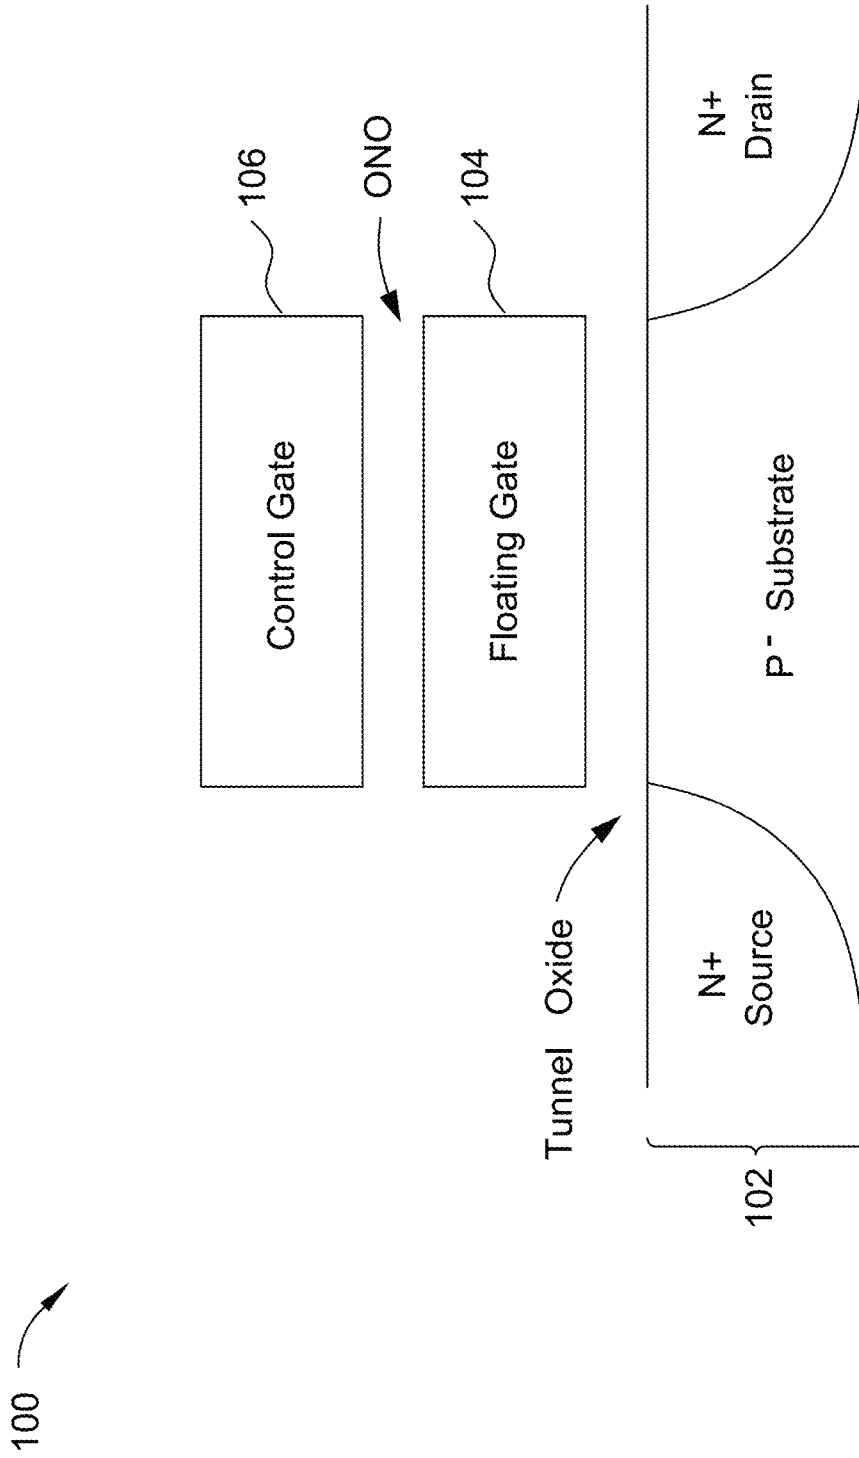 100
106
Control Gate
ONO
104
Floating Gate
Tunnel Oxide
N+
Source
P⁻ Substrate
N+
Drain
102